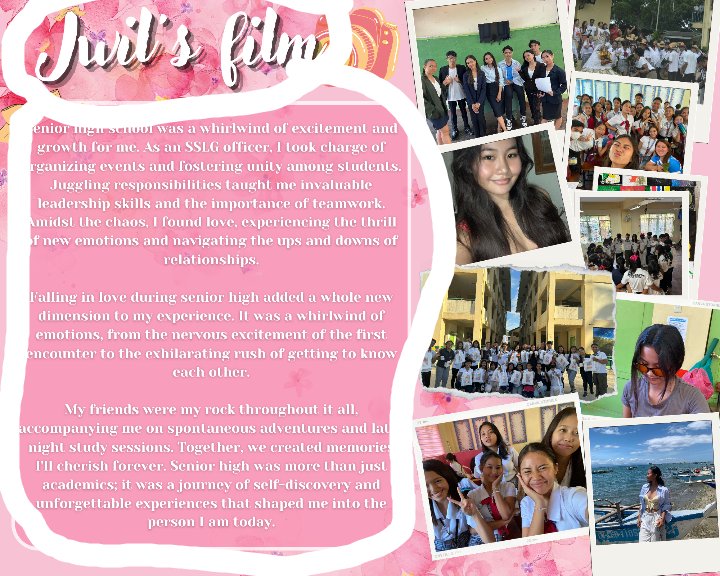 Jwil's film
enior high school was a whirlwind of excitement and
growth for me. As an SSLG officer, I took charge of
rganizing events and fostering unity among students.
Juggling responsibilities taught me invaluable
leadership skills and the importance of teamwork.
Amidst the chaos, I found love, experiencing the thrill
of new emotions and navigating the ups and downs of
relationships.
Falling in love during senior high added a whole new
dimension to my experience. It was a whirlwind of
emotions, from the nervous excitement of the first
encounter to the exhilarating rush of getting to know
each other.
My friends were my rock throughout it all,
accompanying me on spontaneous adventures and lat
night study sessions. Together, we created memories
I'll cherish forever. Senior high was more than just
academics; it was a journey of self-discovery and
unforgettable experiences that shaped me into the
person I am today.